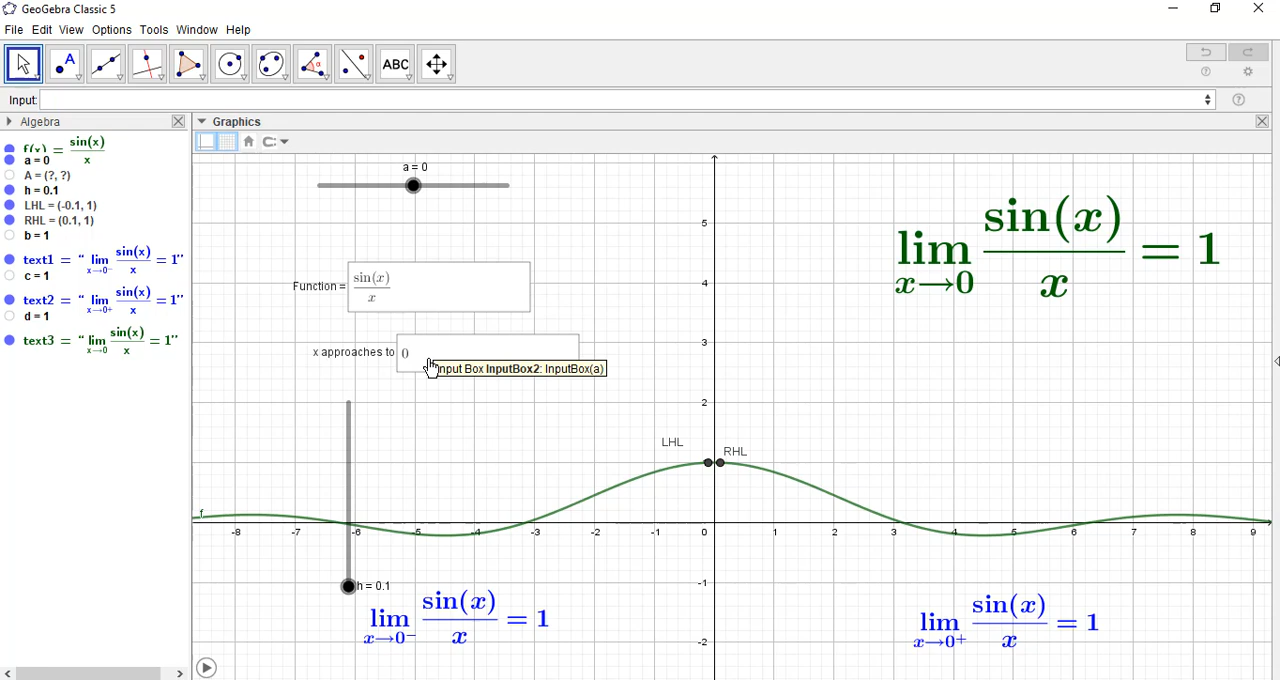 GeoGebra Classic 5
File Edit View Options Tools Window Help
A ABC
Input:
Algebra
Graphics
f(x) = sin(x)/x
a = 0
A = (?, ?)
h = 0.1
LHL = (-0.1, 1)
RHL = (0.1, 1)
b = 1
text1 = “ lim x→0⁻ sin(x)/x = 1”
c = 1
text2 = “ lim x→0⁺ sin(x)/x = 1”
d = 1
text3 = “ lim x→0 sin(x)/x = 1”
a = 0
Function = sin(x)/x
x approaches to 0
Input Box InputBox2: InputBox(a)
lim x→0 sin(x)/x = 1
5
4
3
2
LHL
RHL
f
-8 -7 -6 -5 -4 -3 -2 -1 0 1 2 3 4 5 6 7 8 9
-1
-2
h = 0.1
lim x→0⁻ sin(x)/x = 1
lim x→0⁺ sin(x)/x = 1